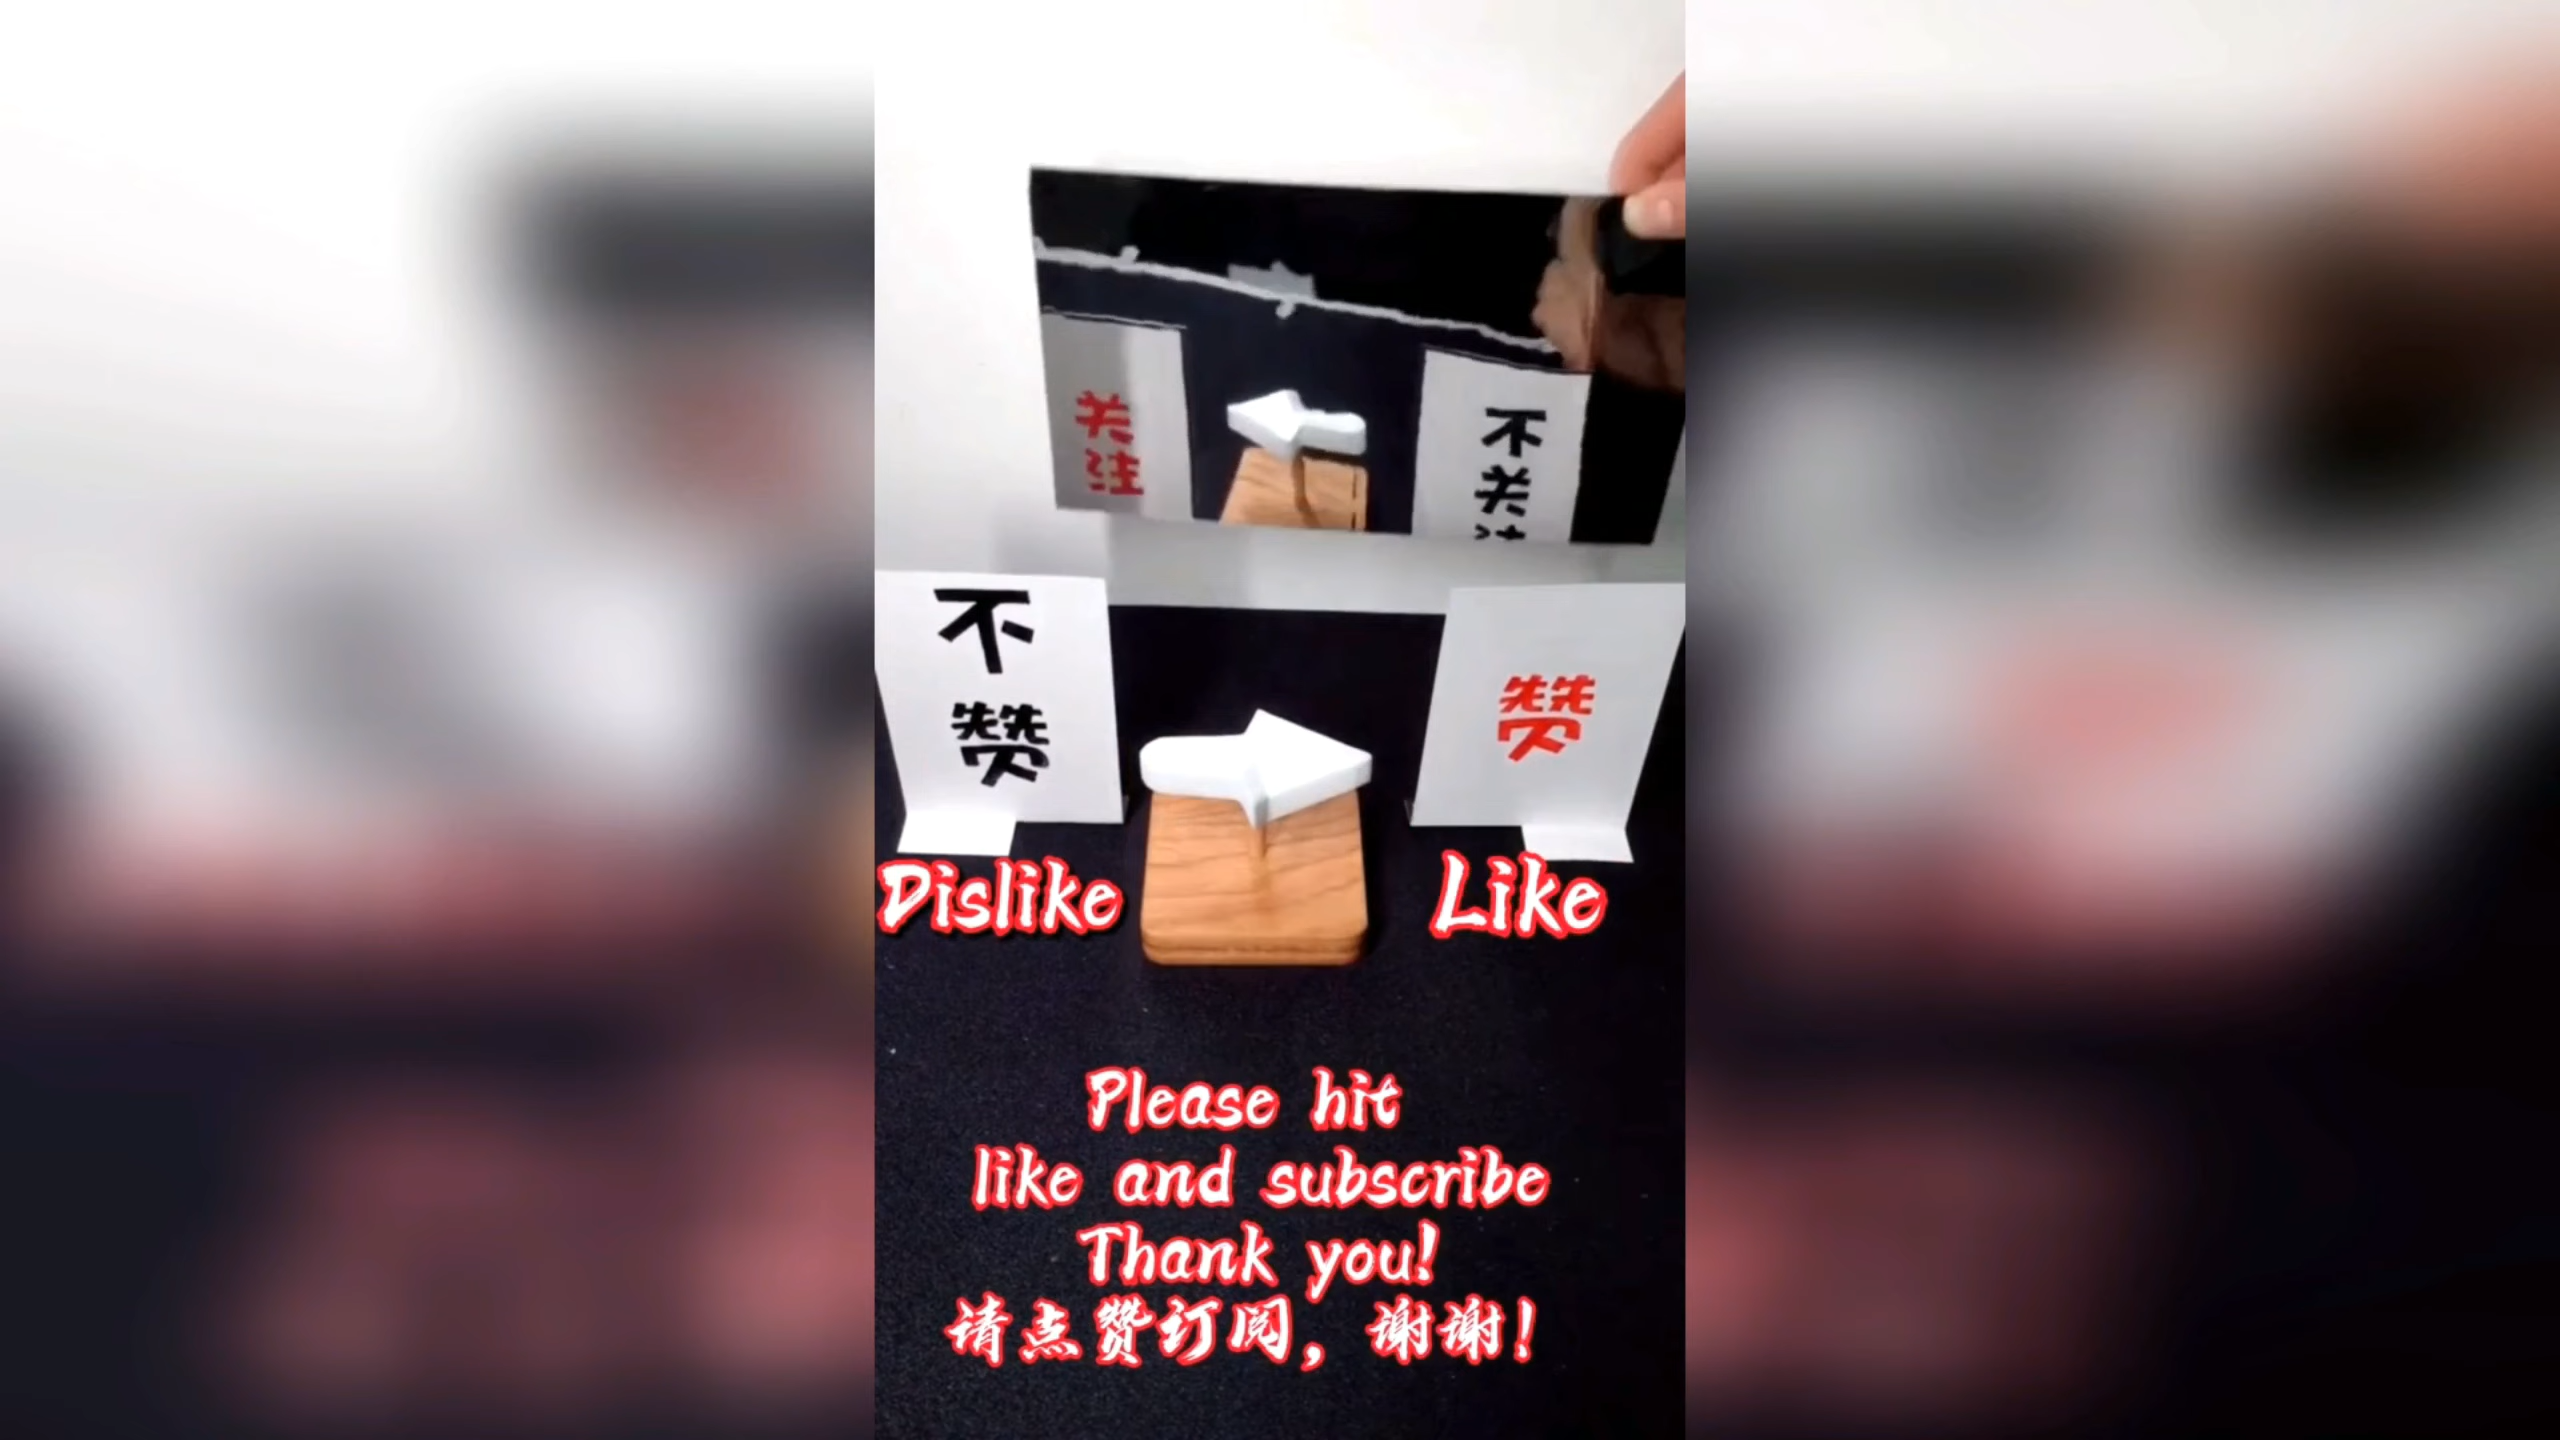 关
注
不
关
不
赞
赞
Dislike
Like
Please hit
like and subscribe
Thank you!
请点赞订阅，谢谢！